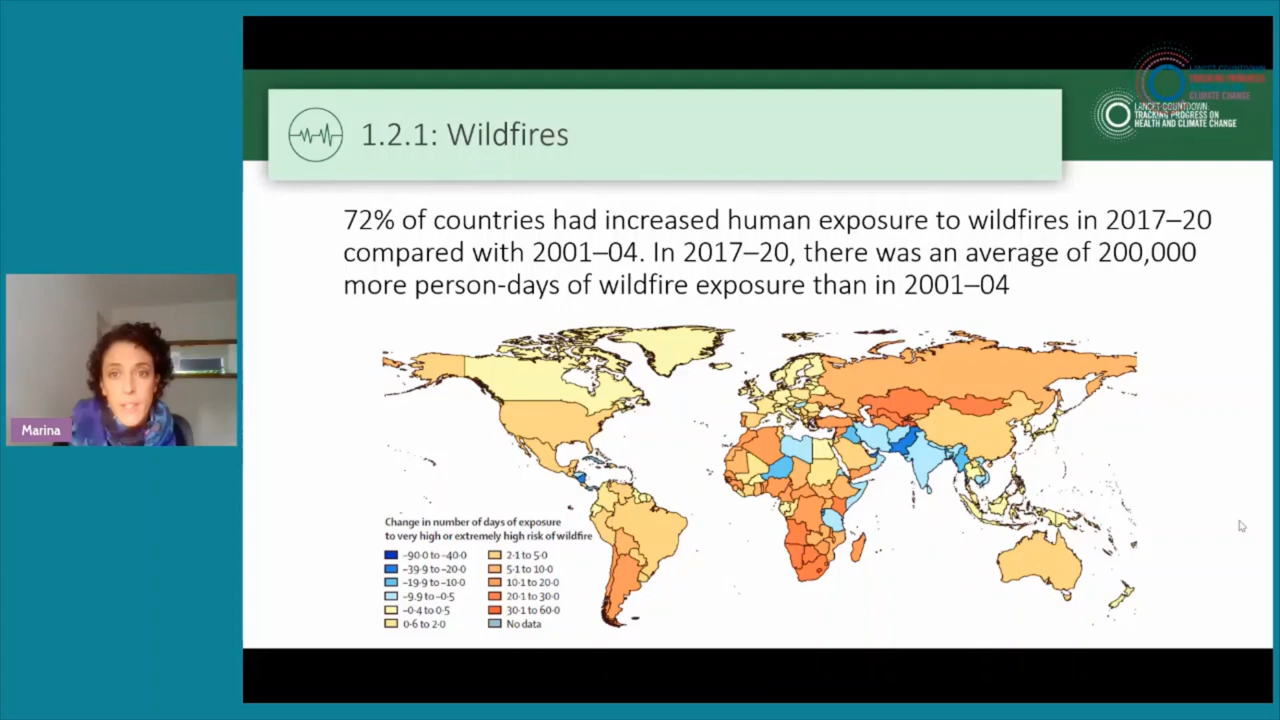 1.2.1: Wildfires
LANCET COUNTDOWN
TRACKING PROGRESS
CLIMATE CHANGE
LANCET COUNTDOWN:
TRACKING PROGRESS ON
HEALTH AND CLIMATE CHANGE
72% of countries had increased human exposure to wildfires in 2017–20
compared with 2001–04. In 2017–20, there was an average of 200,000
more person-days of wildfire exposure than in 2001–04
Marina
Change in number of days of exposure
to very high or extremely high risk of wildfire
–90·0 to –40·0
–39·9 to –20·0
–19·9 to –10·0
–9·9 to –0·5
–0·4 to 0·5
0·6 to 2·0
2·1 to 5·0
5·1 to 10·0
10·1 to 20·0
20·1 to 30·0
30·1 to 60·0
No data